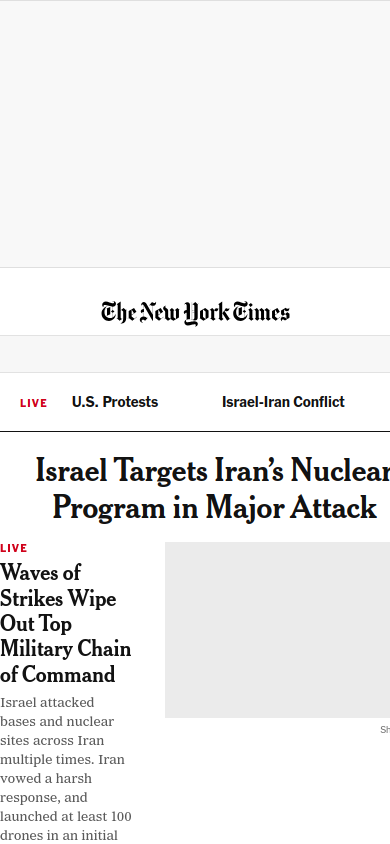 The New York Times
LIVE U.S. Protests Israel-Iran Conflict
Israel Targets Iran’s Nuclear
Program in Major Attack
LIVE
Waves of
Strikes Wipe
Out Top
Military Chain
of Command
Israel attacked
bases and nuclear
sites across Iran
multiple times. Iran
vowed a harsh
response, and
launched at least 100
drones in an initial